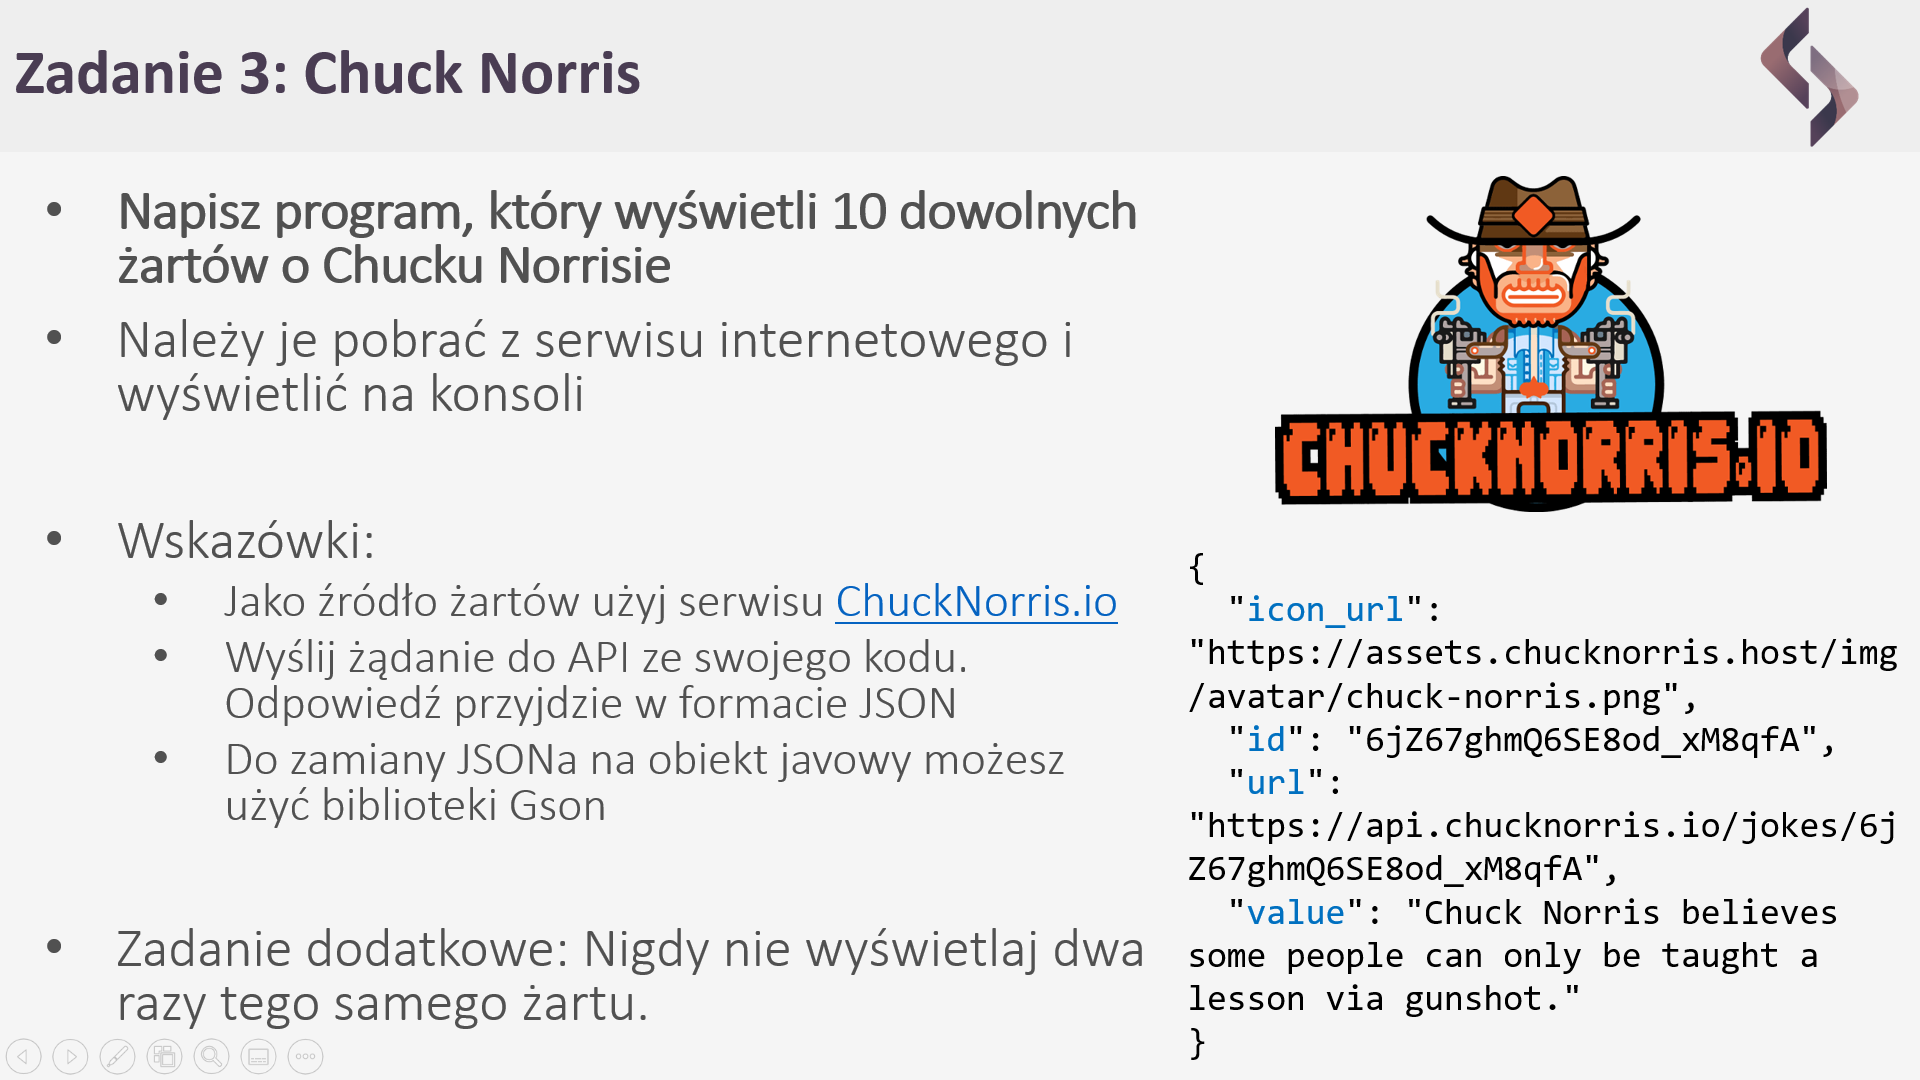 Zadanie 3: Chuck Norris
• Napisz program, który wyświetli 10 dowolnych
żartów o Chucku Norrisie
• Należy je pobrać z serwisu internetowego i
wyświetlić na konsoli
• Wskazówki:
• Jako źródło żartów użyj serwisu ChuckNorris.io
• Wyślij żądanie do API ze swojego kodu.
Odpowiedź przyjdzie w formacie JSON
• Do zamiany JSONa na obiekt javowy możesz
użyć biblioteki Gson
• Zadanie dodatkowe: Nigdy nie wyświetlaj dwa
razy tego samego żartu.
CHUCKNORRIS.IO
{
"icon_url":
"https://assets.chucknorris.host/img
/avatar/chuck-norris.png",
"id": "6jZ67ghmQ6SE8od_xM8qfA",
"url":
"https://api.chucknorris.io/jokes/6j
Z67ghmQ6SE8od_xM8qfA",
"value": "Chuck Norris believes
some people can only be taught a
lesson via gunshot."
}